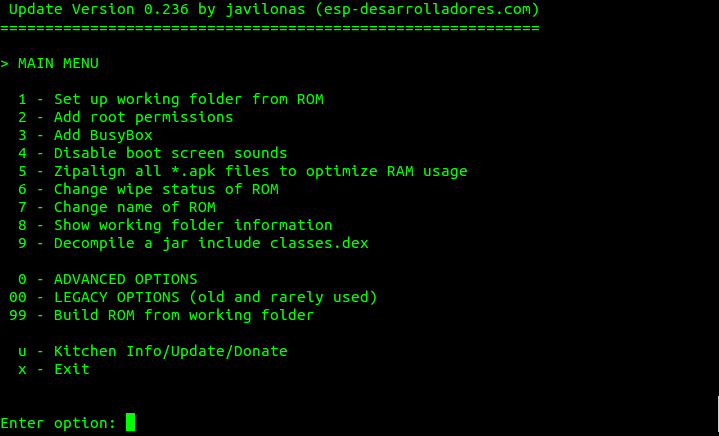 Update Version 0.236 by javilonas (esp-desarrolladores.com)
============================================================
> MAIN MENU
1 - Set up working folder from ROM
2 - Add root permissions
3 - Add BusyBox
4 - Disable boot screen sounds
5 - Zipalign all *.apk files to optimize RAM usage
6 - Change wipe status of ROM
7 - Change name of ROM
8 - Show working folder information
9 - Decompile a jar include classes.dex
0 - ADVANCED OPTIONS
00 - LEGACY OPTIONS (old and rarely used)
99 - Build ROM from working folder
u - Kitchen Info/Update/Donate
x - Exit
Enter option: